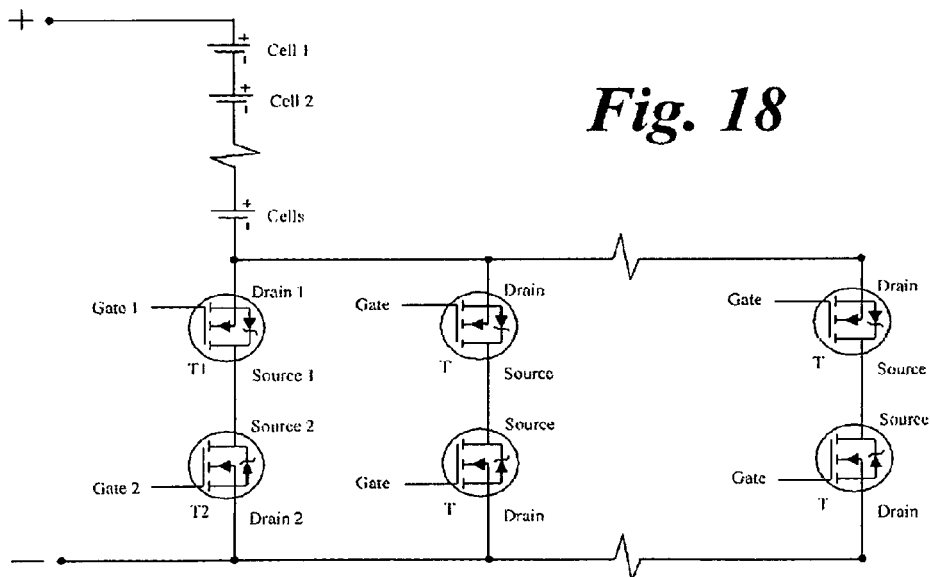 +
+
Cell 1
-
Fig. 18
+
Cell 2
-
+
Cells
-
Drain 1
Drain
Drain
Gate 1
Gate
Gate
T1
T
T
Source 1
Source
Source
Source 2
Source
Source
Gate 2
Gate
Gate
T2
T
T
Drain 2
Drain
Drain
—